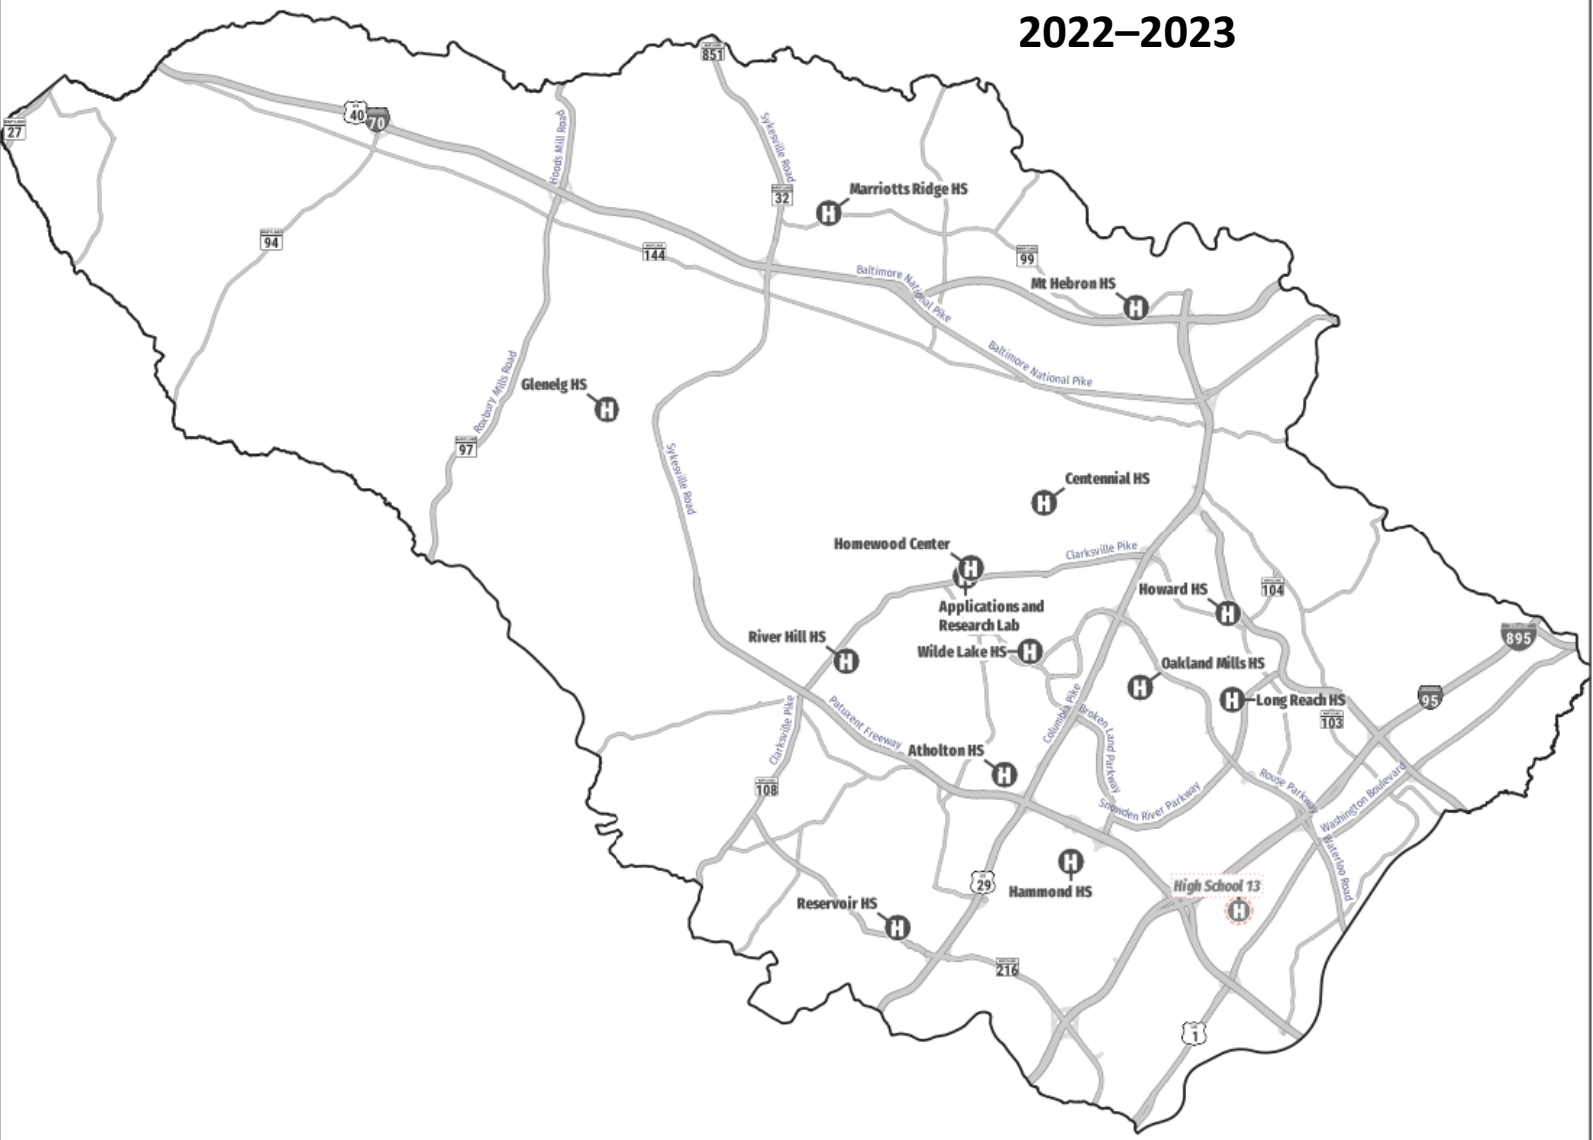 2022–2023
851
40
70
27
Hoods Mill Road
Sykesville Road
32
Marriotts Ridge HS
H
94
144
99
Baltimore National Pike
Mt Hebron HS
H
Baltimore National Pike
Roxbury Mills Road
Glenelg HS
H
97
Sykesville Road
Centennial HS
H
Homewood Center
H
H
Clarksville Pike
Applications and
Research Lab
Howard HS
H
104
River Hill HS
H
Wilde Lake HS
H
895
Oakland Mills HS
H
Long Reach HS
H
95
103
Clarksville Pike
Patuxent Freeway
Columbia Pike
Broken Land Parkway
Atholton HS
H
108
Snowden River Parkway
Rouse Parkway
Washington Boulevard
Waterloo Road
29
Hammond HS
H
High School 13
H
Reservoir HS
H
216
1